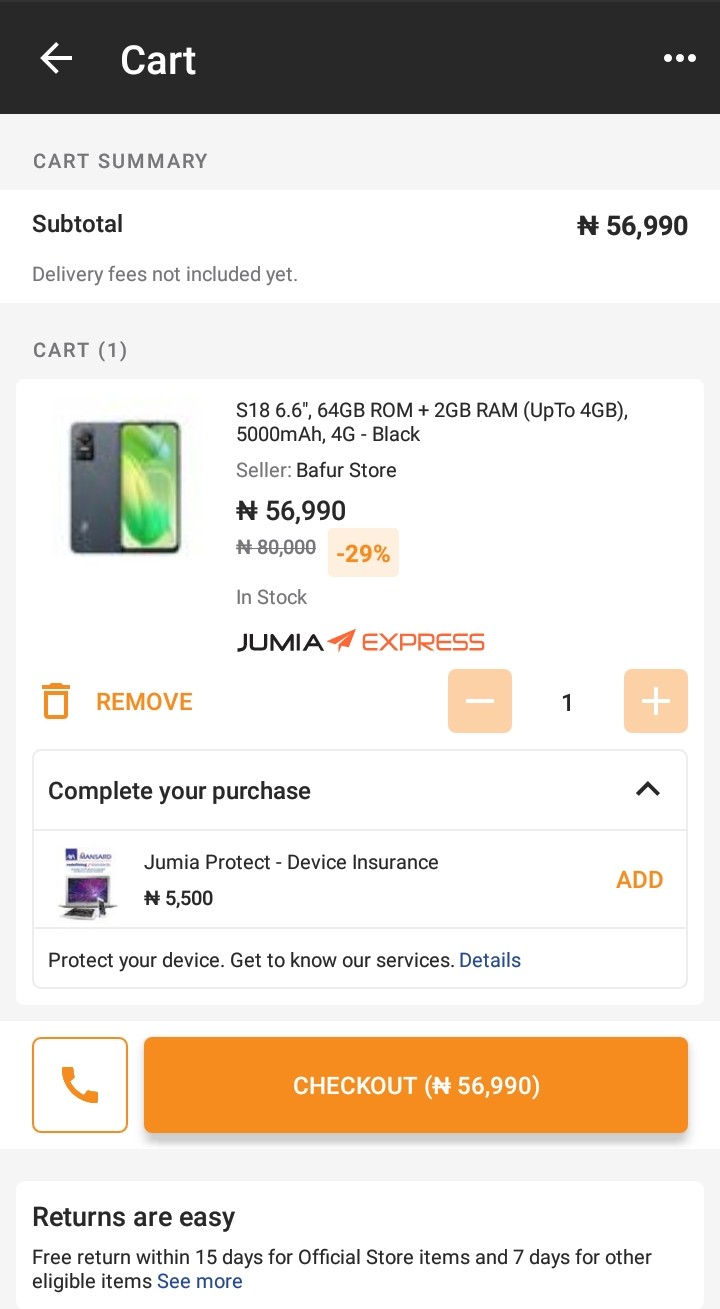 Cart
CART SUMMARY
Subtotal
₦ 56,990
Delivery fees not included yet.
CART (1)
S18 6.6", 64GB ROM + 2GB RAM (UpTo 4GB),
5000mAh, 4G - Black
Seller: Bafur Store
₦ 56,990
₦ 80,000
-29%
In Stock
JUMIA EXPRESS
REMOVE
1
Complete your purchase
AXA MANSARD
Jumia Protect - Device Insurance
₦ 5,500
ADD
Protect your device. Get to know our services. Details
CHECKOUT (₦ 56,990)
Returns are easy
Free return within 15 days for Official Store items and 7 days for other
eligible items See more